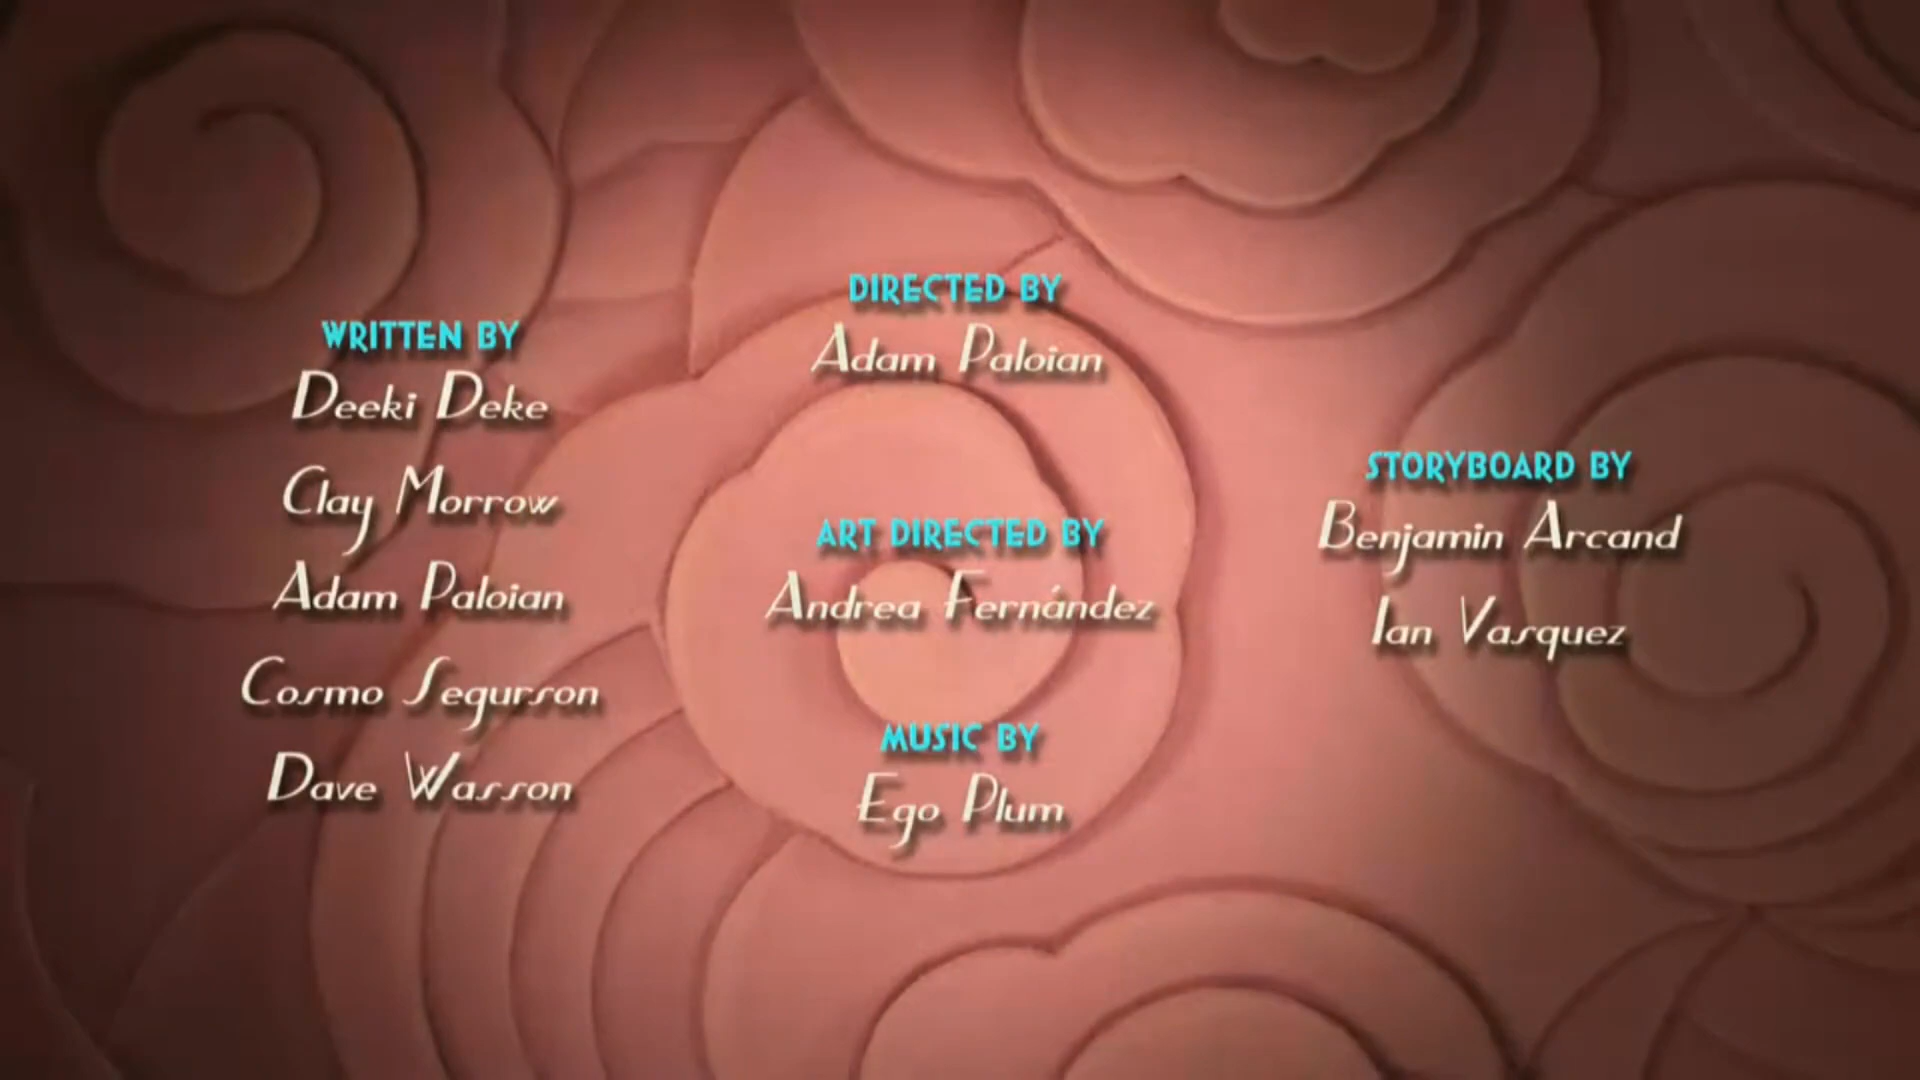 WRITTEN BY
Deeki Deke
Clay Morrow
Adam Paloian
Cosmo Segurson
Dave Wasson
DIRECTED BY
Adam Paloian
ART DIRECTED BY
Andrea Fernández
MUSIC BY
Ego Plum
STORYBOARD BY
Benjamin Arcand
Ian Vasquez